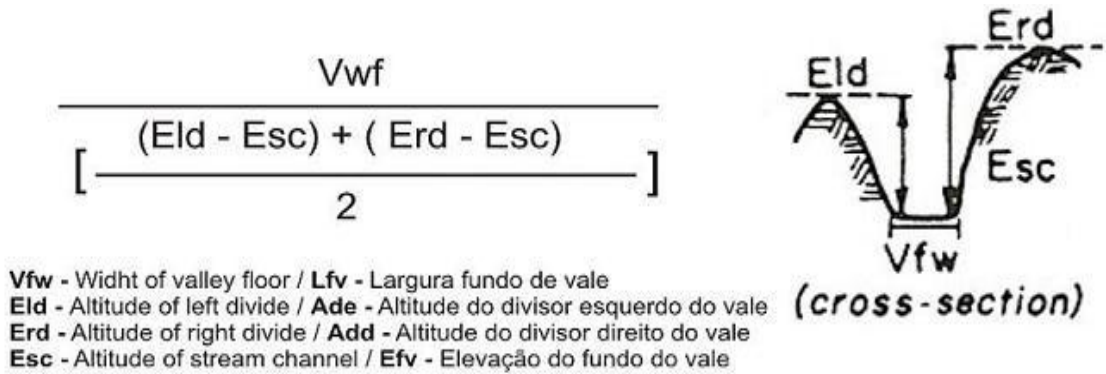 Vwf
(Eld - Esc) + ( Erd - Esc)
[ ]
2
Erd
Eld
Esc
Vfw
(cross-section)
Vfw - Widht of valley floor / Lfv - Largura fundo de vale
Eld - Altitude of left divide / Ade - Altitude do divisor esquerdo do vale
Erd - Altitude of right divide / Add - Altitude do divisor direito do vale
Esc - Altitude of stream channel / Efv - Elevação do fundo do vale